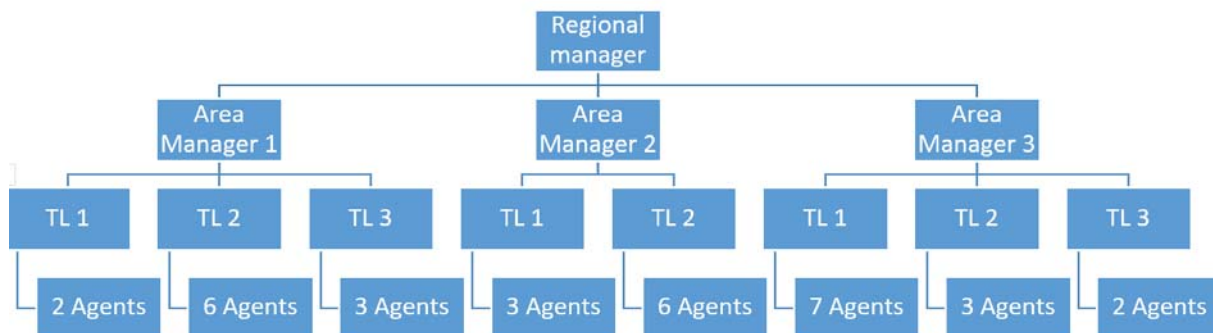 Regional
manager
Area
Manager 1
Area
Manager 2
Area
Manager 3
TL 1
TL 2
TL 3
TL 1
TL 2
TL 1
TL 2
TL 3
2 Agents
6 Agents
3 Agents
3 Agents
6 Agents
7 Agents
3 Agents
2 Agents